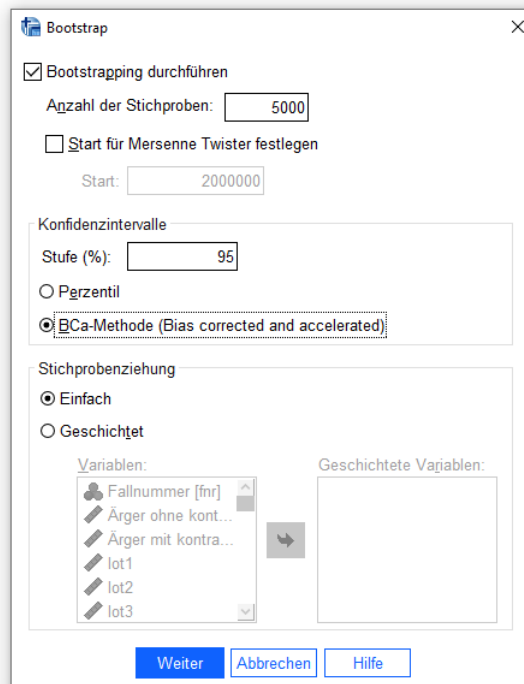 Bootstrap
Bootstrapping durchführen
Anzahl der Stichproben: 5000
Start für Mersenne Twister festlegen
Start: 2000000
Konfidenzintervalle
Stufe (%): 95
Perzentil
BCa-Methode (Bias corrected and accelerated)
Stichprobenziehung
Einfach
Geschichtet
Variablen: Geschichtete Variablen:
Fallnummer [fnr]
Ärger ohne kont...
Ärger mit kontra...
lot1
lot2
lot3
Weiter Abbrechen Hilfe